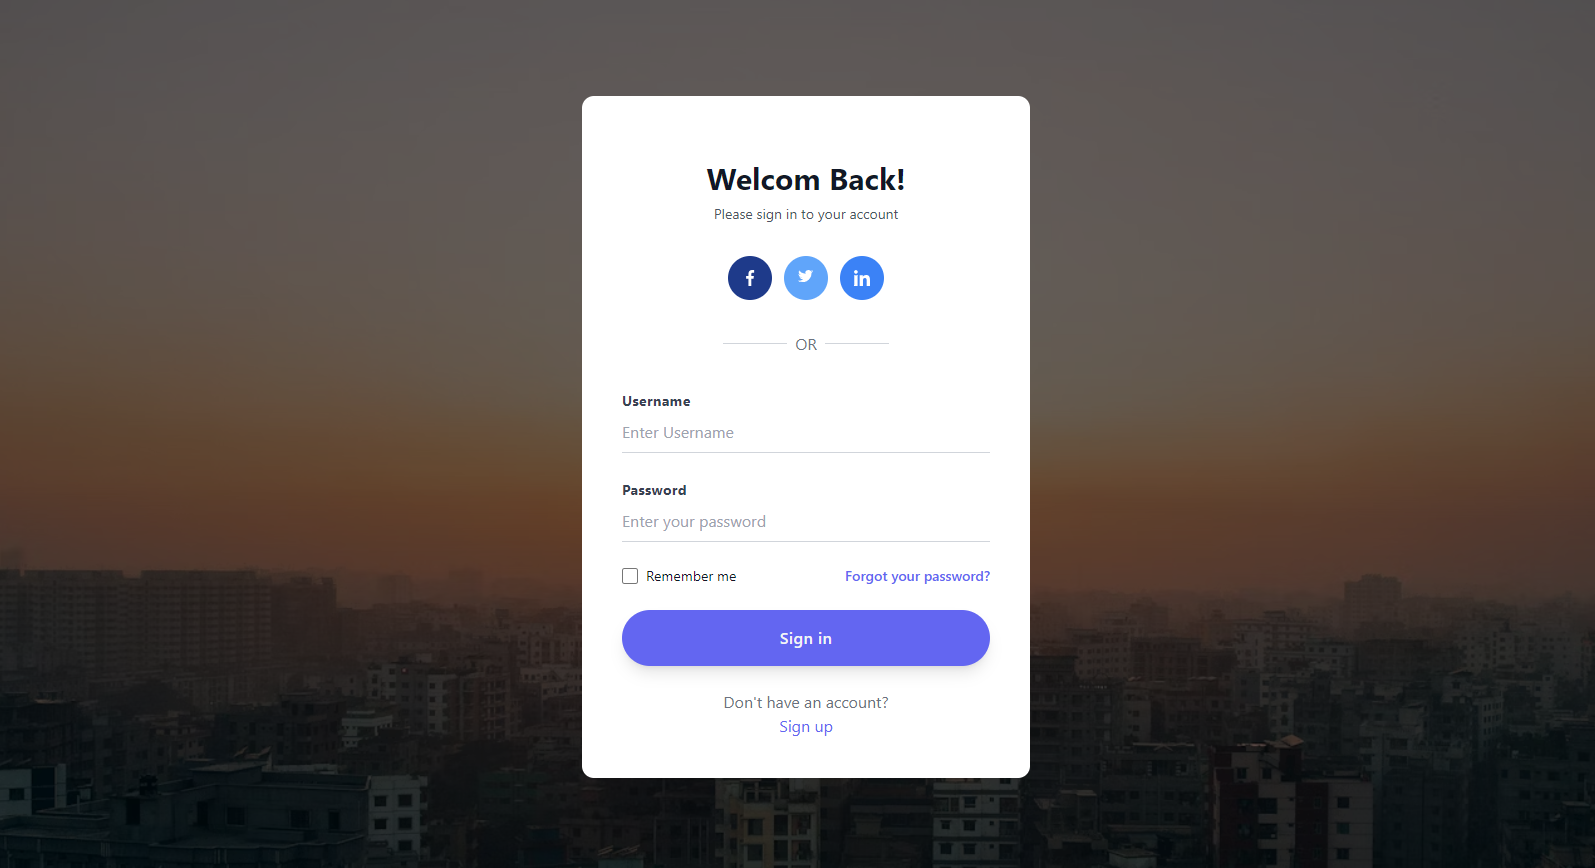 Welcom Back!
Please sign in to your account
f
in
OR
Username
Enter Username
Password
Enter your password
Remember me Forgot your password?
Sign in
Don't have an account?
Sign up